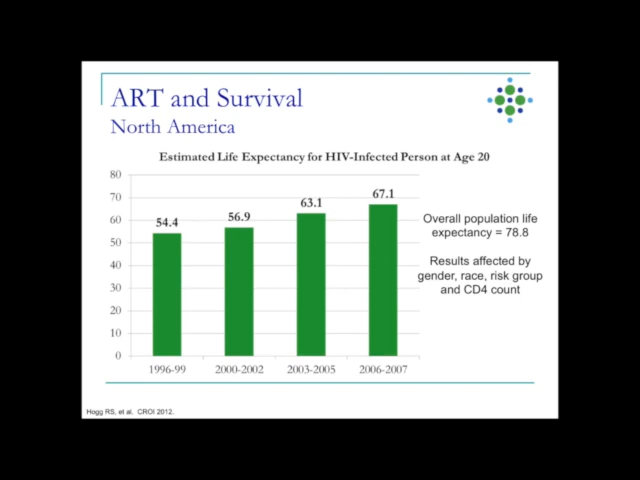 ART and Survival
North America
Estimated Life Expectancy for HIV-Infected Person at Age 20
80
70
60
50
40
30
20
10
0
54.4
56.9
63.1
67.1
1996-99
2000-2002
2003-2005
2006-2007
Overall population life
expectancy = 78.8
Results affected by
gender, race, risk group
and CD4 count
Hogg RS, et al. CROI 2012.